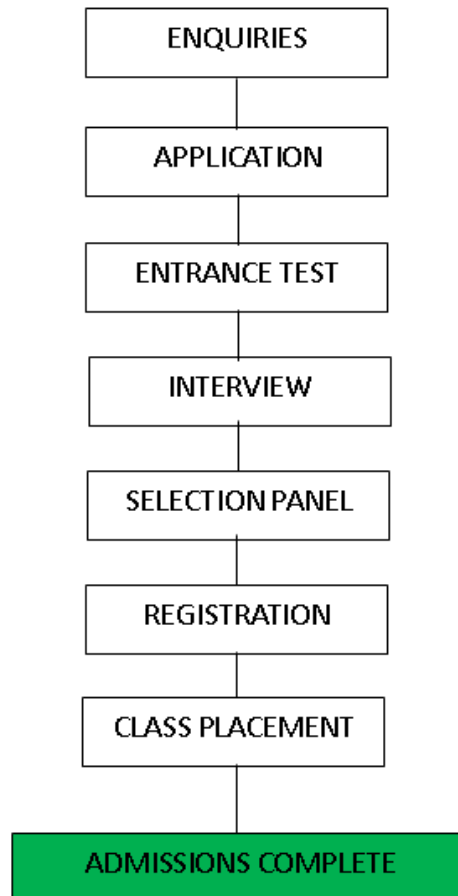 ENQUIRIES
APPLICATION
ENTRANCE TEST
INTERVIEW
SELECTION PANEL
REGISTRATION
CLASS PLACEMENT
ADMISSIONS COMPLETE